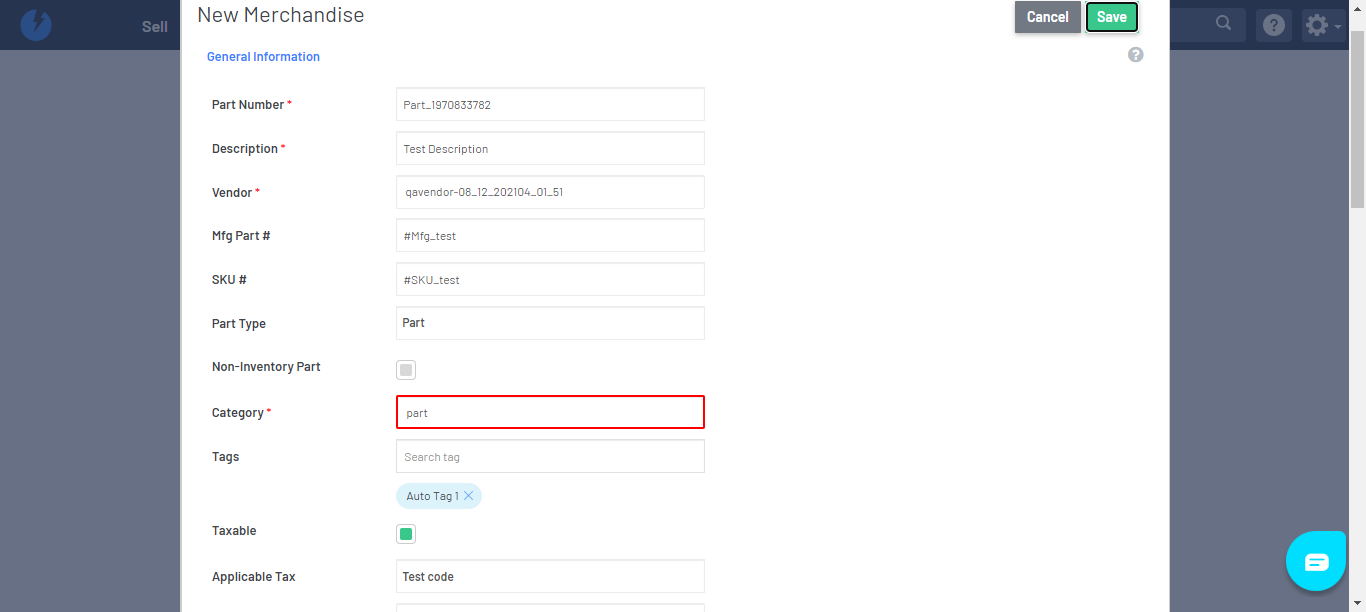 New Merchandise
Cancel
Save
Sell
General Information
Part Number * Part_1970833782
Description * Test Description
Vendor * qavendor-08_12_202104_01_51
Mfg Part # #Mfg_test
SKU # #SKU_test
Part Type Part
Non-Inventory Part
Category * part
Tags Search tag
Auto Tag 1
Taxable
Applicable Tax Test code